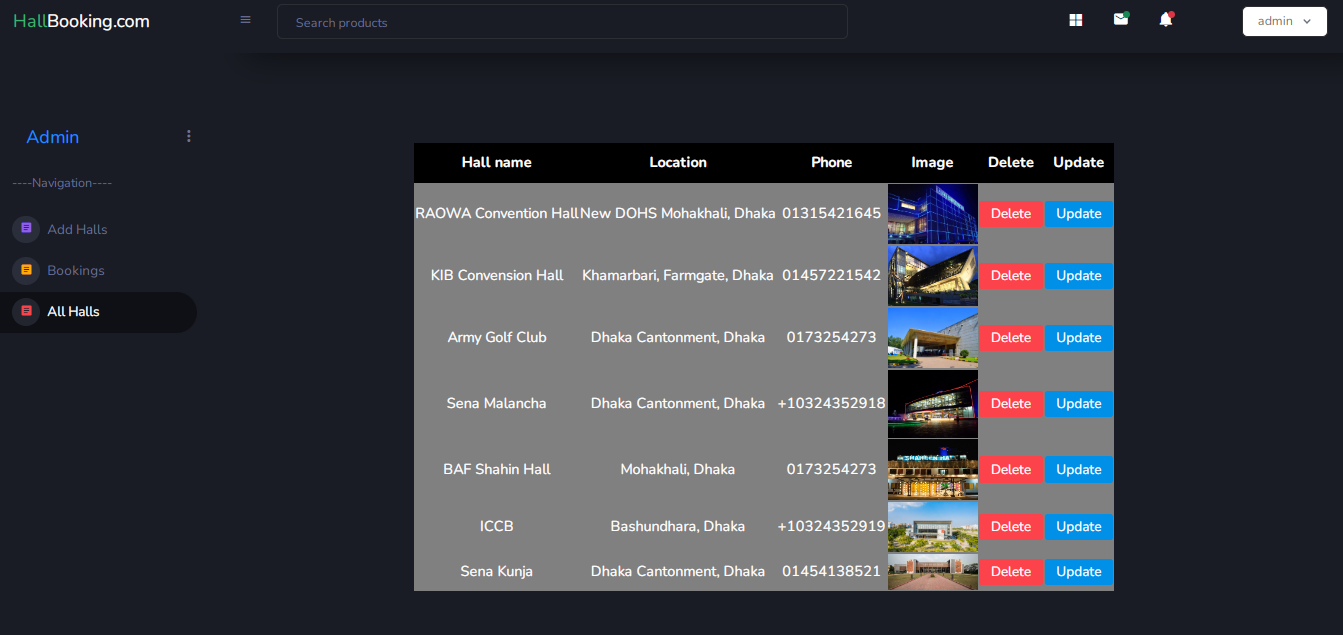 HallBooking.com
Search products
admin
Admin
----Navigation----
Add Halls
Bookings
All Halls
Hall name Location Phone Image Delete Update
RAOWA Convention Hall New DOHS Mohakhali, Dhaka 01315421645 Delete Update
KIB Convension Hall Khamarbari, Farmgate, Dhaka 01457221542 Delete Update
Army Golf Club Dhaka Cantonment, Dhaka 0173254273 Delete Update
Sena Malancha Dhaka Cantonment, Dhaka +10324352918 Delete Update
BAF Shahin Hall Mohakhali, Dhaka 0173254273 Delete Update
ICCB Bashundhara, Dhaka +10324352919 Delete Update
Sena Kunja Dhaka Cantonment, Dhaka 01454138521 Delete Update